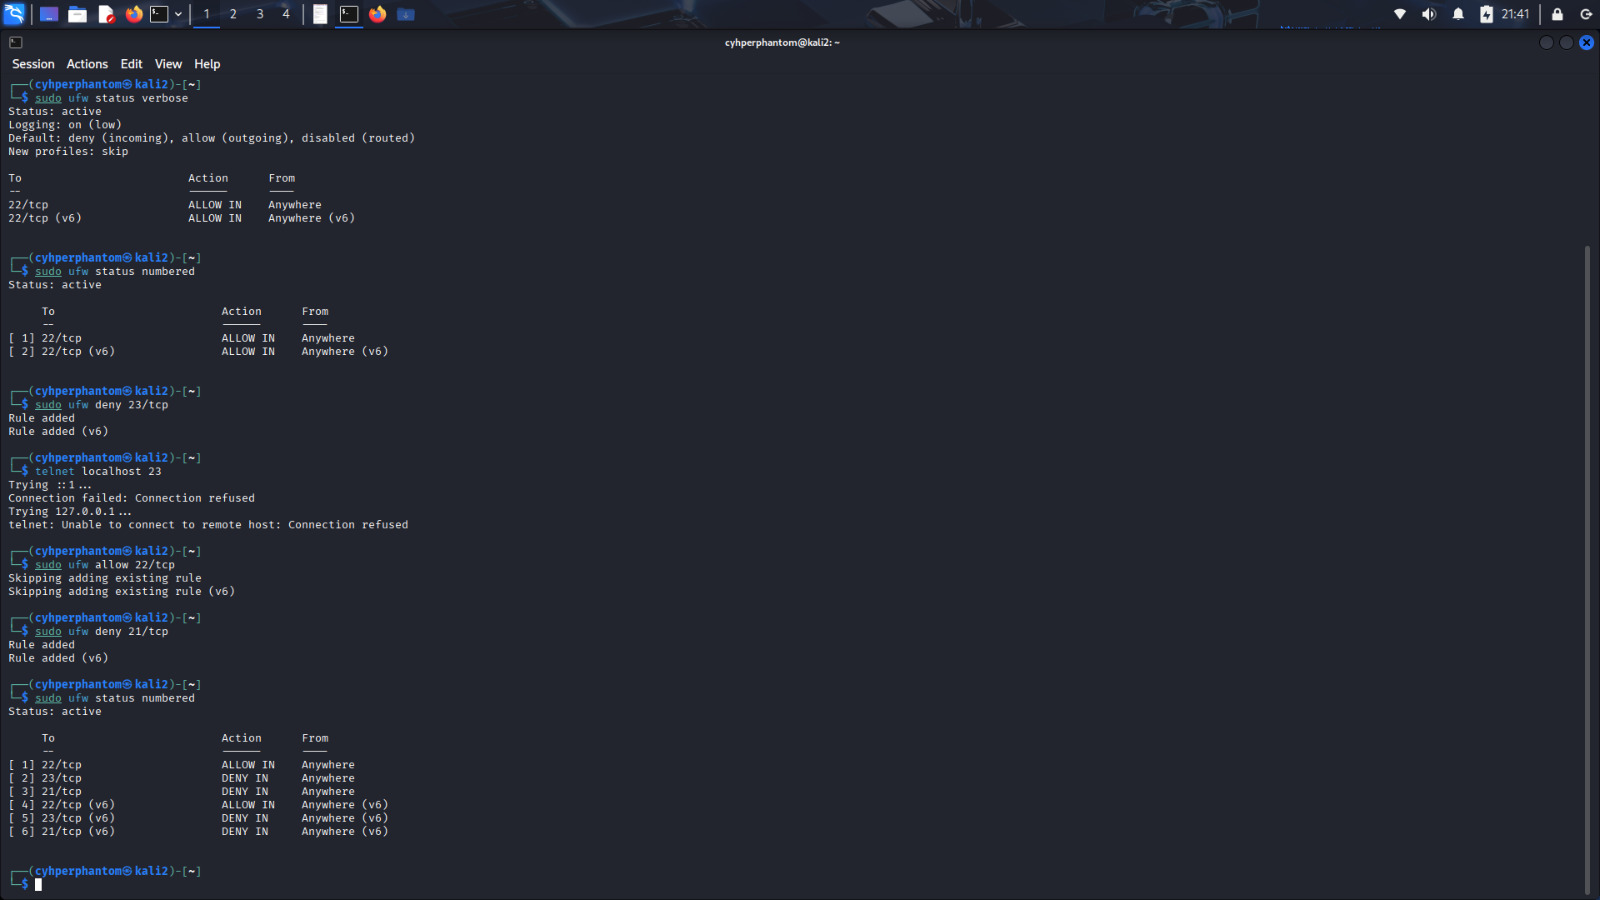 1 2 3 4 21:41
cyhperphantom@kali2: ~
Session Actions Edit View Help
┌──(cyhperphantom㉿kali2)-[~]
└─$ sudo ufw status verbose
Status: active
Logging: on (low)
Default: deny (incoming), allow (outgoing), disabled (routed)
New profiles: skip
To Action From
-- ------ ----
22/tcp ALLOW IN Anywhere
22/tcp (v6) ALLOW IN Anywhere (v6)
┌──(cyhperphantom㉿kali2)-[~]
└─$ sudo ufw status numbered
Status: active
To Action From
-- ------ ----
[ 1] 22/tcp ALLOW IN Anywhere
[ 2] 22/tcp (v6) ALLOW IN Anywhere (v6)
┌──(cyhperphantom㉿kali2)-[~]
└─$ sudo ufw deny 23/tcp
Rule added
Rule added (v6)
┌──(cyhperphantom㉿kali2)-[~]
└─$ telnet localhost 23
Trying ::1...
Connection failed: Connection refused
Trying 127.0.0.1...
telnet: Unable to connect to remote host: Connection refused
┌──(cyhperphantom㉿kali2)-[~]
└─$ sudo ufw allow 22/tcp
Skipping adding existing rule
Skipping adding existing rule (v6)
┌──(cyhperphantom㉿kali2)-[~]
└─$ sudo ufw deny 21/tcp
Rule added
Rule added (v6)
┌──(cyhperphantom㉿kali2)-[~]
└─$ sudo ufw status numbered
Status: active
To Action From
-- ------ ----
[ 1] 22/tcp ALLOW IN Anywhere
[ 2] 23/tcp DENY IN Anywhere
[ 3] 21/tcp DENY IN Anywhere
[ 4] 22/tcp (v6) ALLOW IN Anywhere (v6)
[ 5] 23/tcp (v6) DENY IN Anywhere (v6)
[ 6] 21/tcp (v6) DENY IN Anywhere (v6)
┌──(cyhperphantom㉿kali2)-[~]
└─$